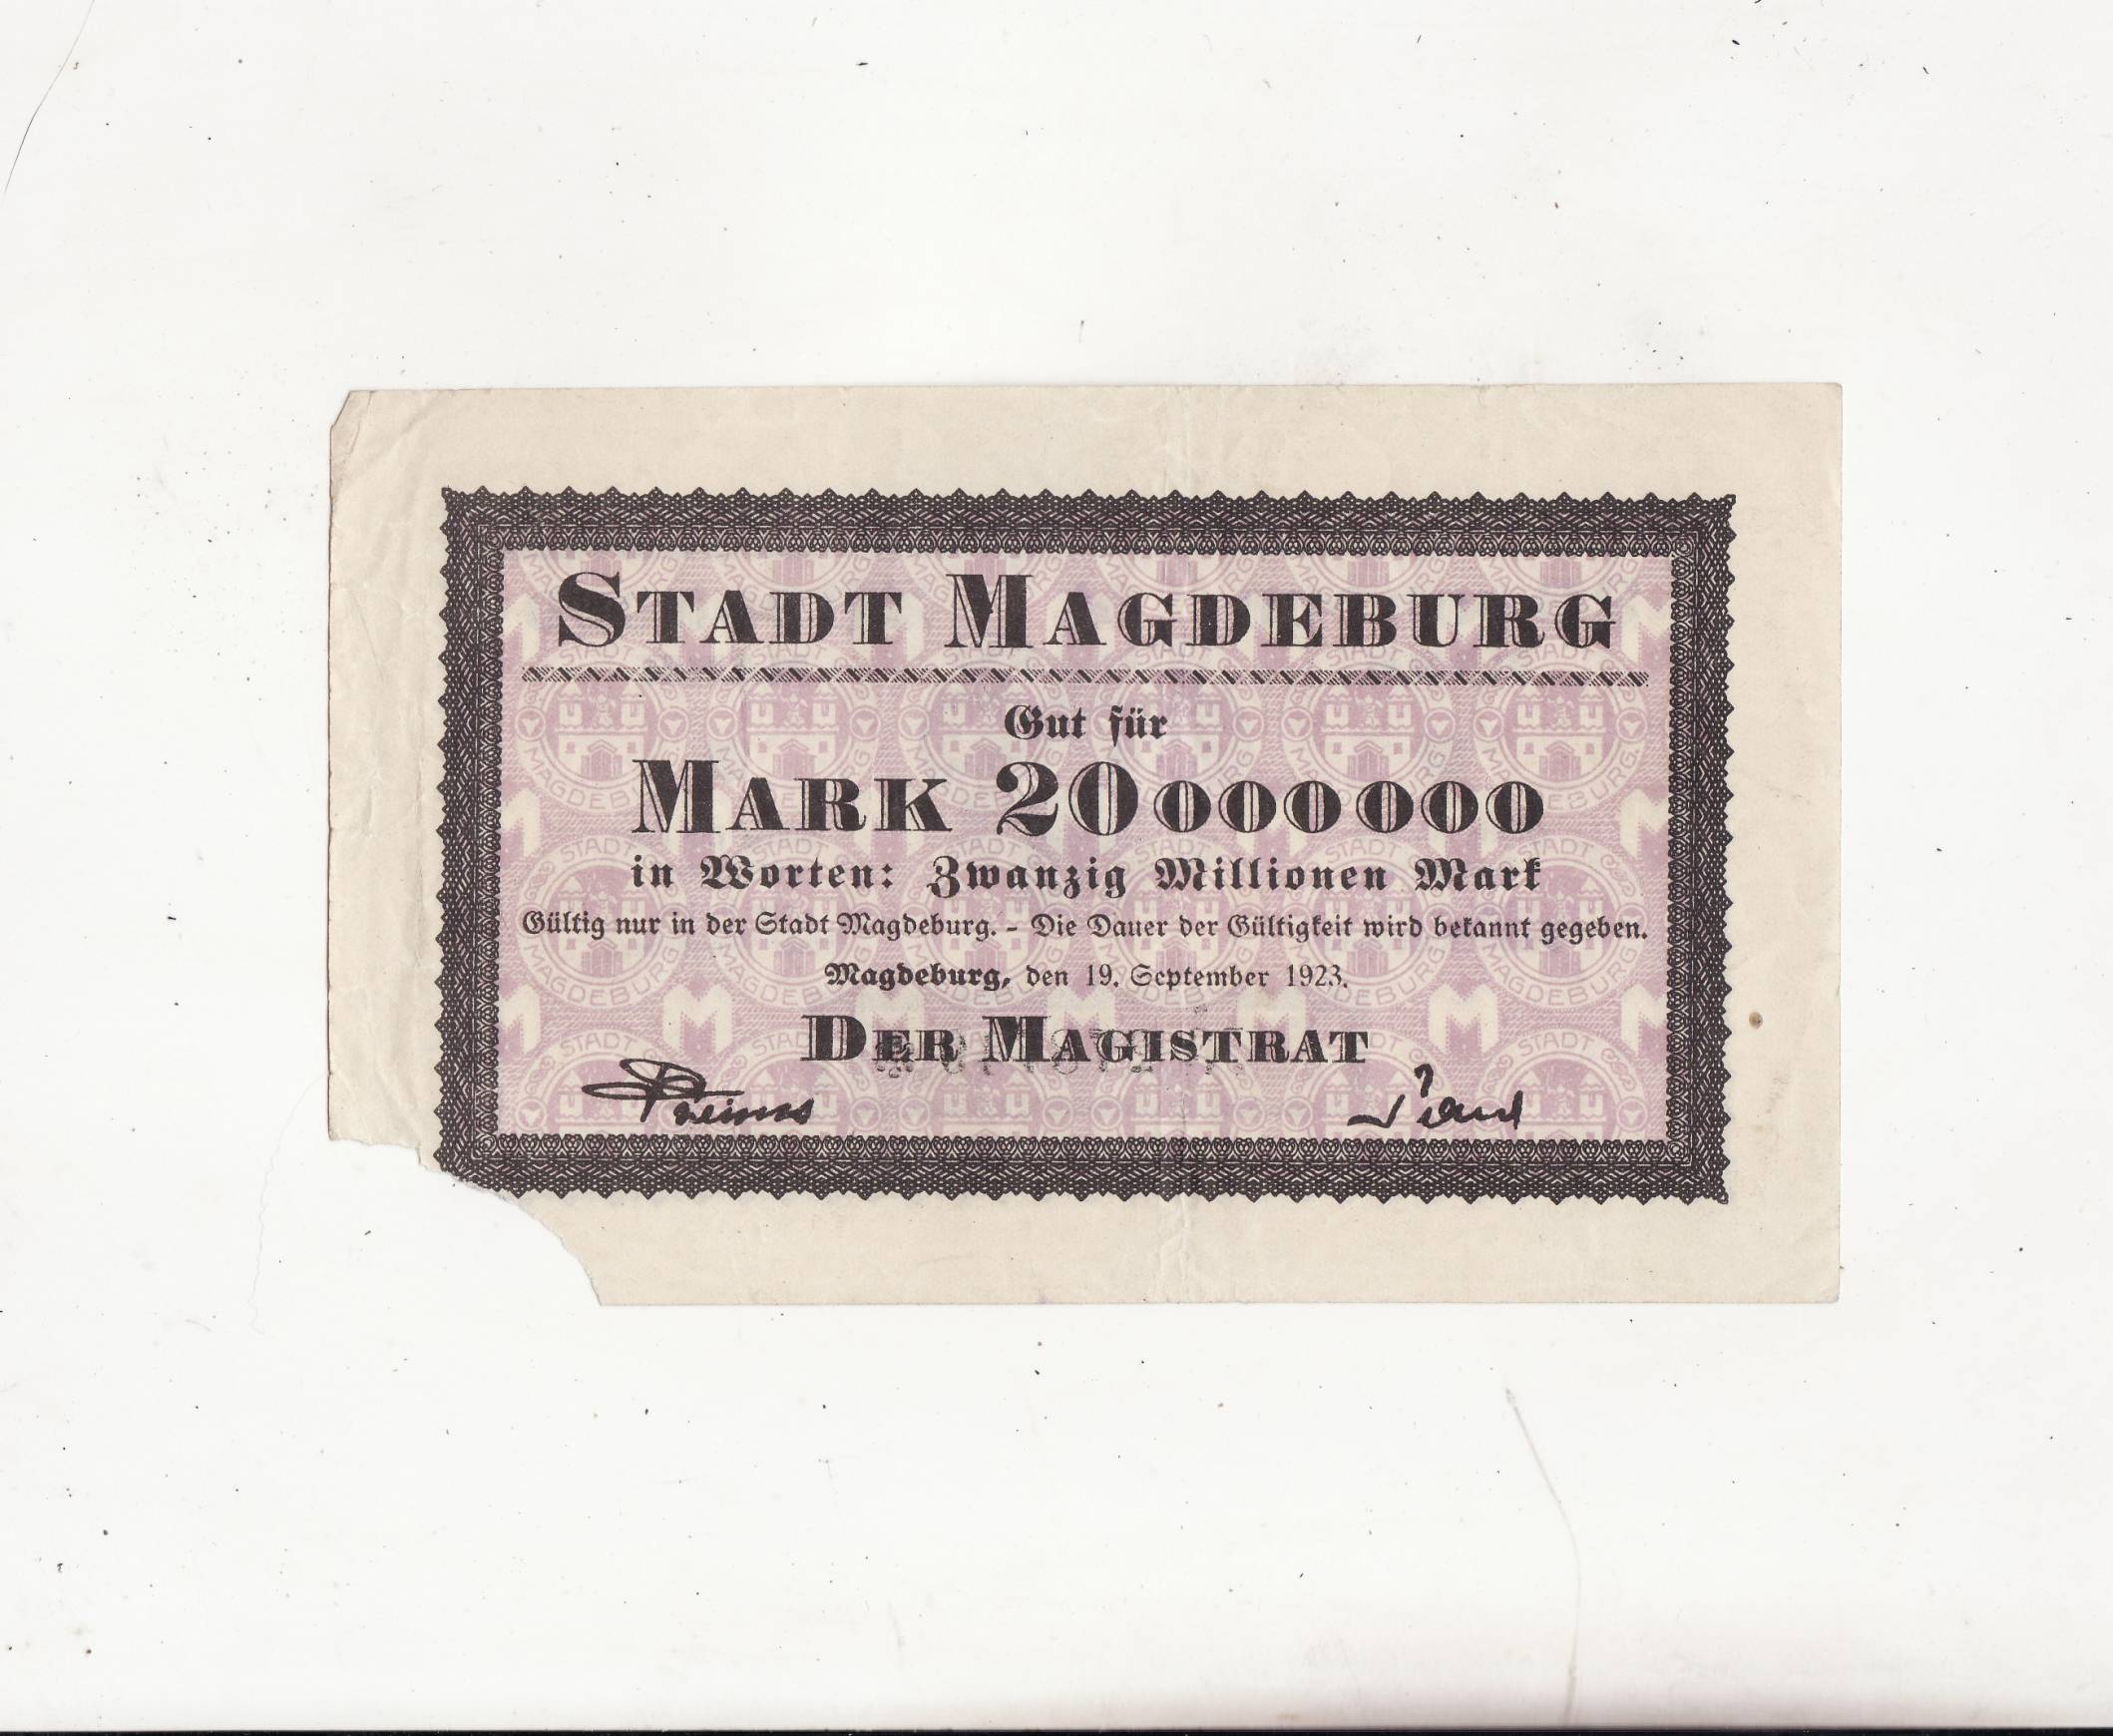 STADT MAGDEBURG
Gut für
MARK 20000000
in Worten: Zwanzig Millionen Mark
Gültig nur in der Stadt Magdeburg. - Die Dauer der Gültigkeit wird bekannt gegeben.
Magdeburg, den 19. September 1923.
DER MAGISTRAT
Beims